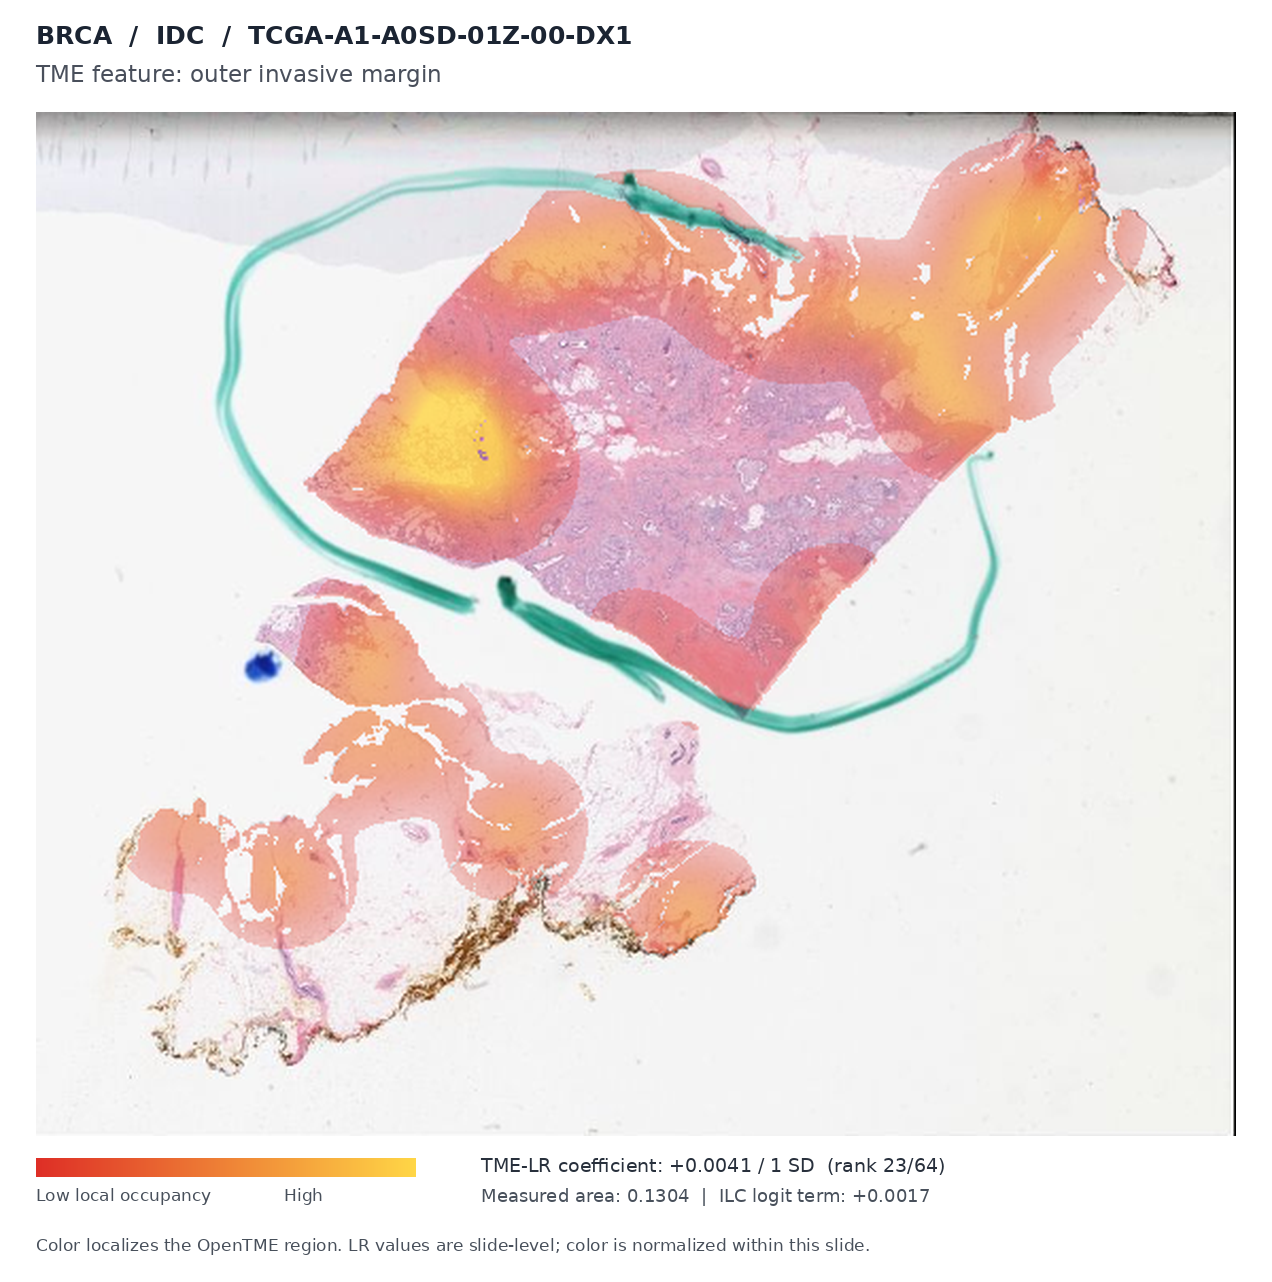 BRCA / IDC / TCGA-A1-A0SD-01Z-00-DX1
TME feature: outer invasive margin
TME-LR coefficient: +0.0041 / 1 SD (rank 23/64)
Low local occupancy High
Measured area: 0.1304 | ILC logit term: +0.0017
Color localizes the OpenTME region. LR values are slide-level; color is normalized within this slide.